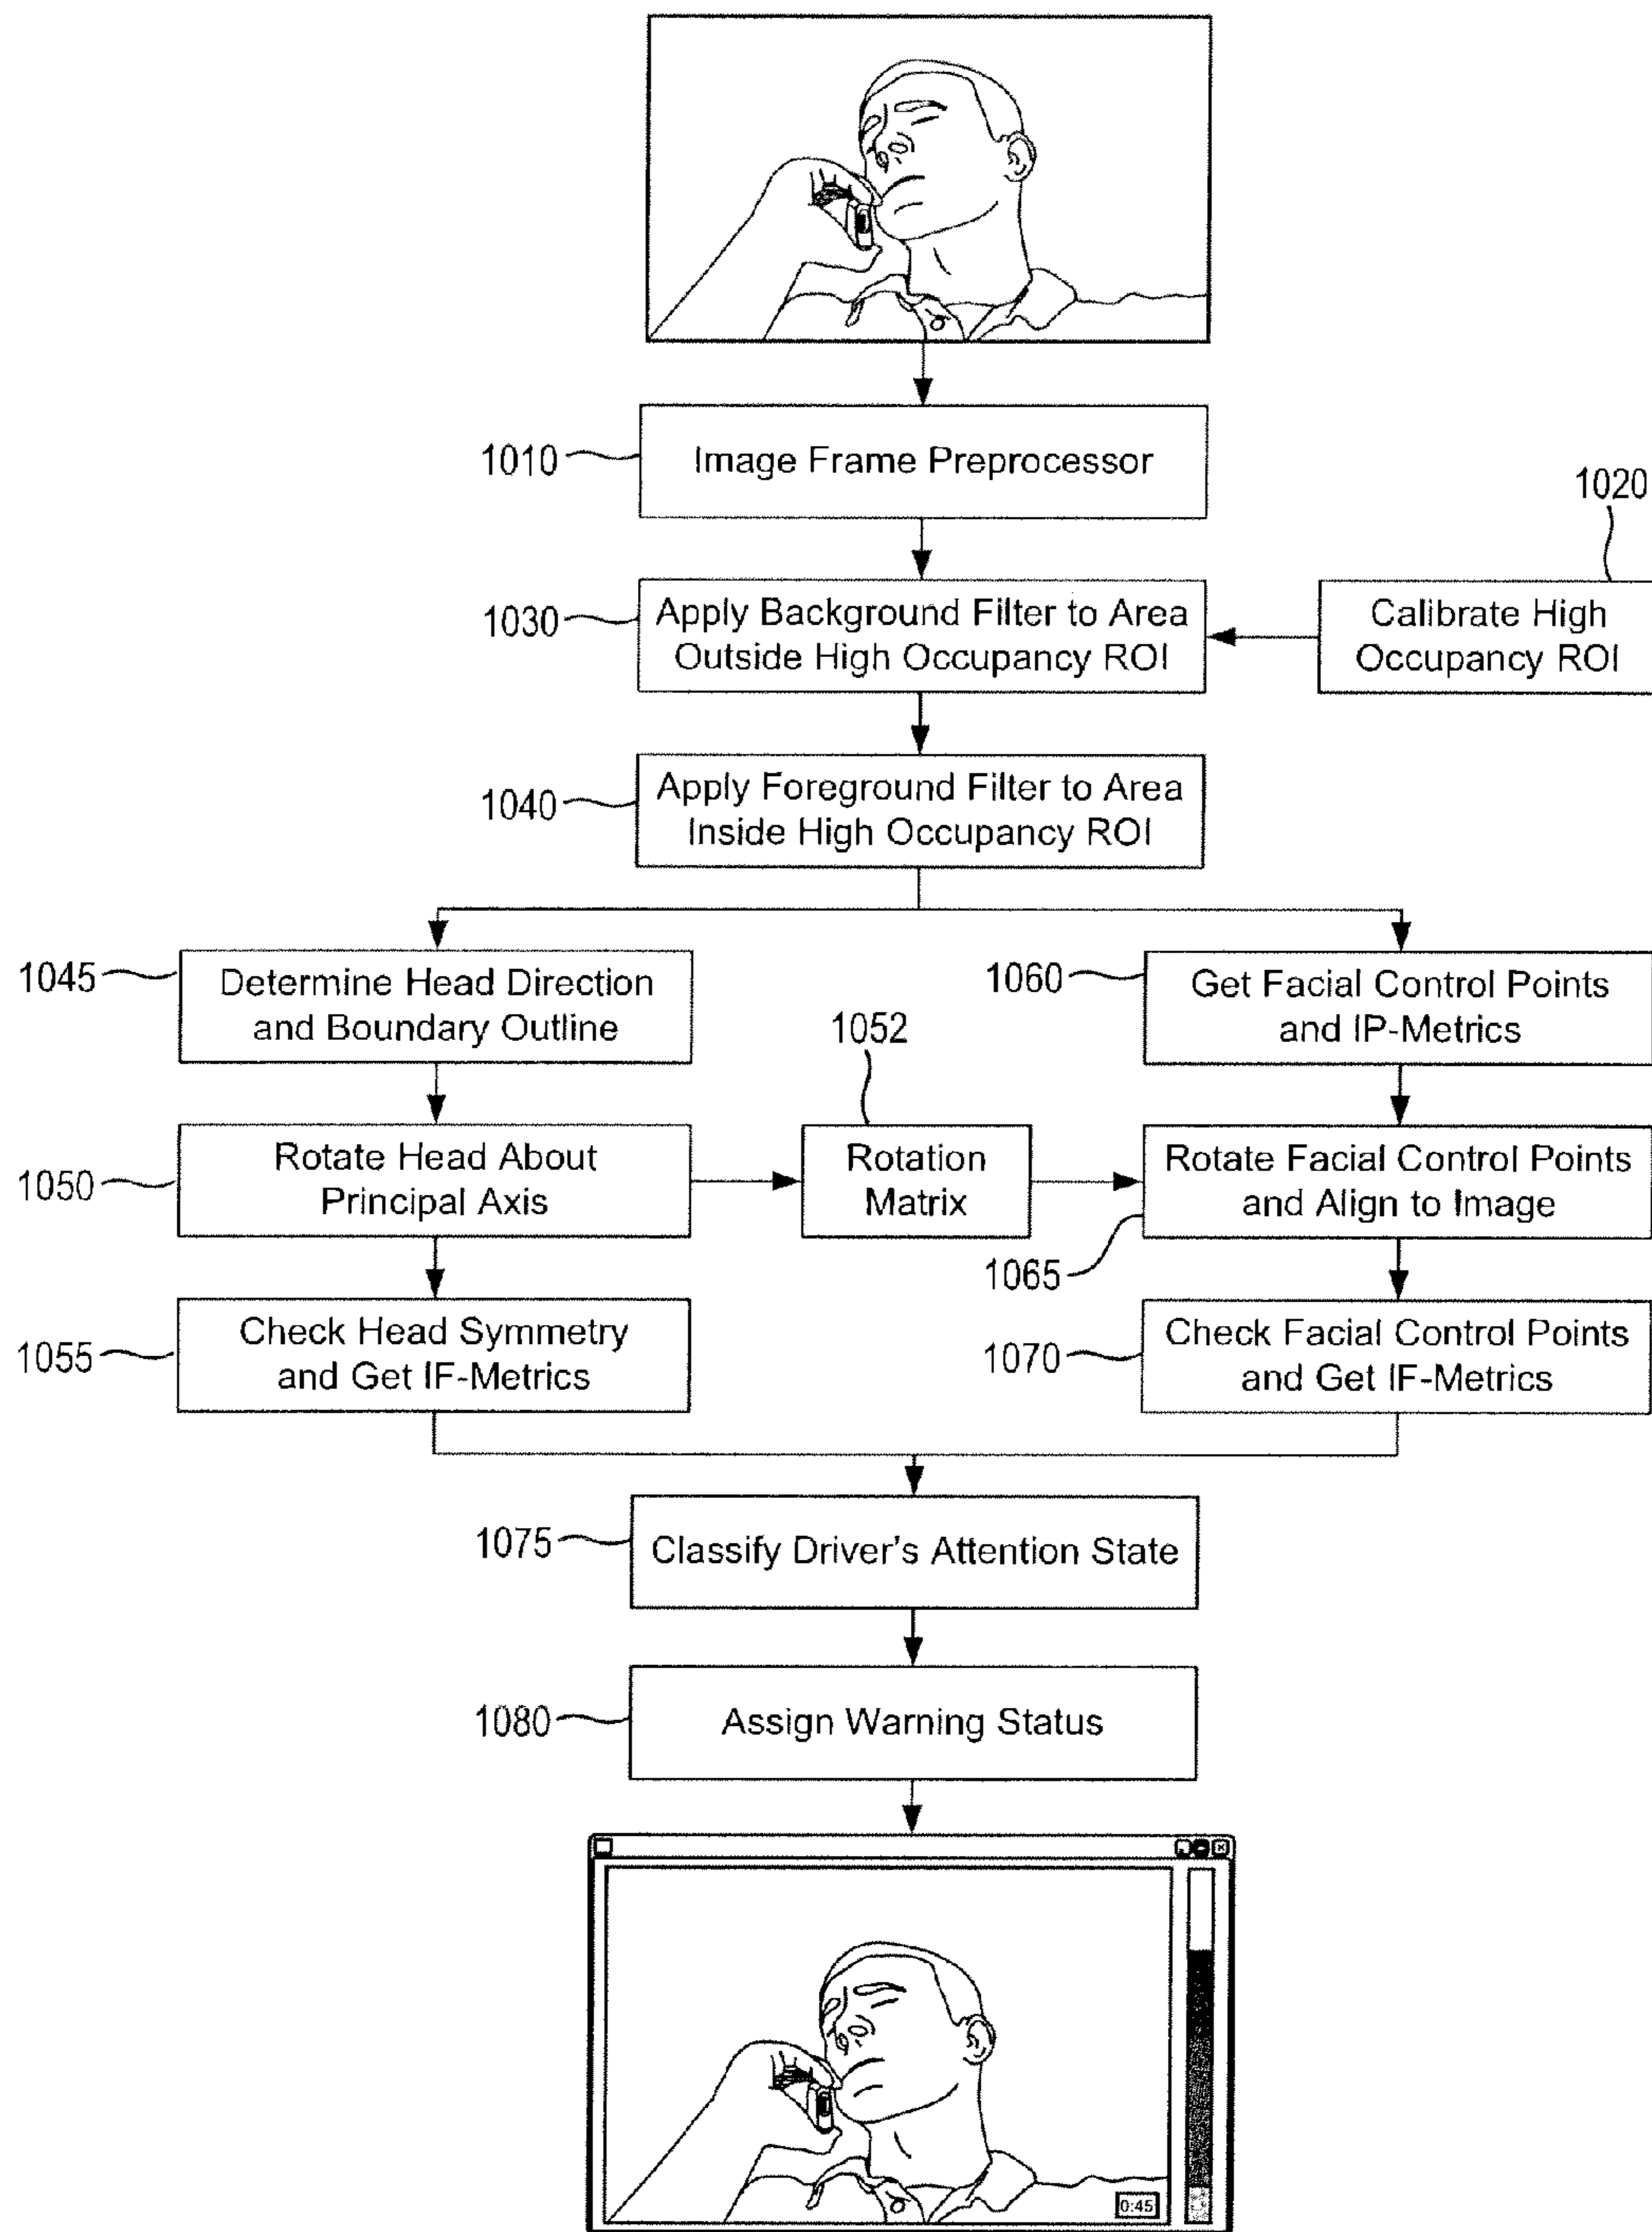 1010
Image Frame Preprocessor
1020
1030
Apply Background Filter to Area
Outside High Occupancy ROI
Calibrate High
Occupancy ROI
1040
Apply Foreground Filter to Area
Inside High Occupancy ROI
1045
Determine Head Direction
and Boundary Outline
1060
Get Facial Control Points
and IP-Metrics
1052
1050
Rotate Head About
Principal Axis
Rotation
Matrix
Rotate Facial Control Points
and Align to Image
1065
1055
Check Head Symmetry
and Get IF-Metrics
1070
Check Facial Control Points
and Get IF-Metrics
1075
Classify Driver's Attention State
1080
Assign Warning Status
0:45